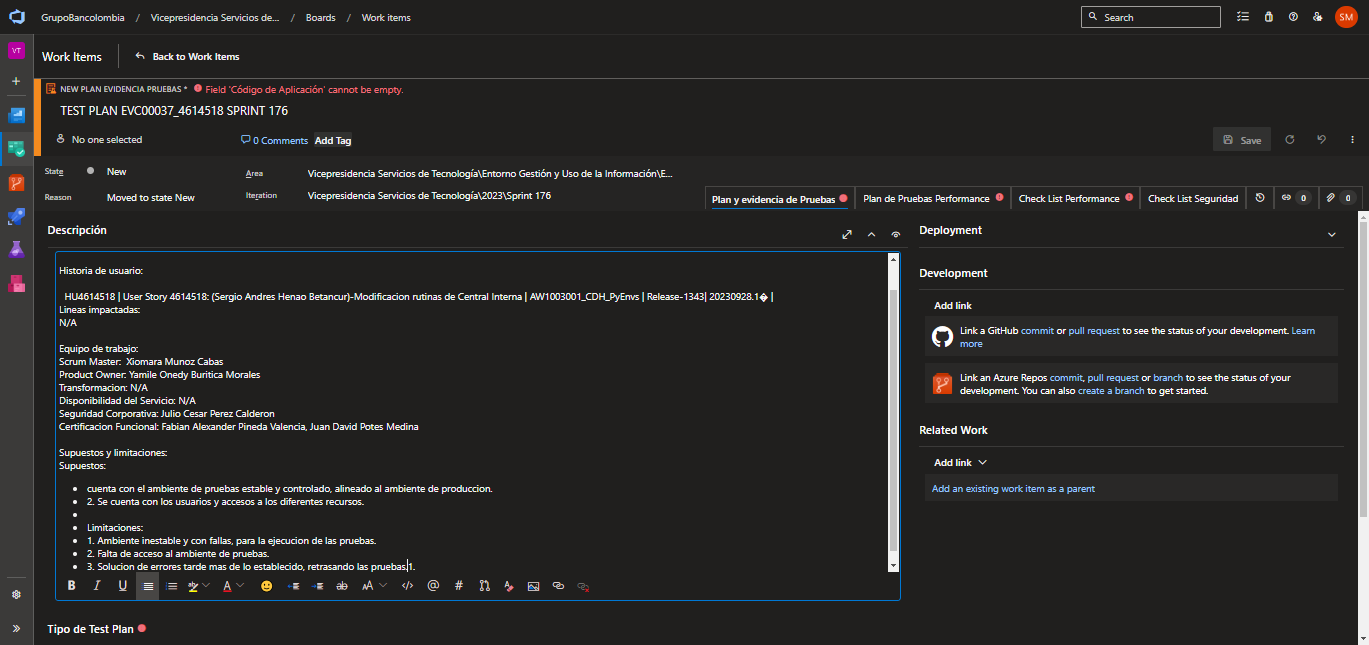 GrupoBancolombia / Vicepresidencia Servicios de... / Boards / Work items
Search
SM
VT
Work Items
Back to Work Items
NEW PLAN EVIDENCIA PRUEBAS * Field 'Código de Aplicación' cannot be empty.
TEST PLAN EVC00037_4614518 SPRINT 176
No one selected
0 Comments
Add Tag
Save
State
New
Area
Vicepresidencia Servicios de Tecnología\Entorno Gestión y Uso de la Información\E...
Reason
Moved to state New
Iteration
Vicepresidencia Servicios de Tecnología\2023\Sprint 176
Plan y evidencia de Pruebas
Plan de Pruebas Performance
Check List Performance
Check List Seguridad
0
0
Descripción
Historia de usuario:
HU4614518 | User Story 4614518: (Sergio Andres Henao Betancur)-Modificacion rutinas de Central Interna | AW1003001_CDH_PyEnvs | Release-1343| 20230928.1� |
Lineas impactadas:
N/A
Equipo de trabajo:
Scrum Master: Xiomara Munoz Cabas
Product Owner: Yamile Onedy Buritica Morales
Transformacion: N/A
Disponibilidad del Servicio: N/A
Seguridad Corporativa: Julio Cesar Perez Calderon
Certificacion Funcional: Fabian Alexander Pineda Valencia, Juan David Potes Medina
Supuestos y limitaciones:
Supuestos:
• cuenta con el ambiente de pruebas estable y controlado, alineado al ambiente de produccion.
• 2. Se cuenta con los usuarios y accesos a los diferentes recursos.
•
• Limitaciones:
• 1. Ambiente inestable y con fallas, para la ejecucion de las pruebas.
• 2. Falta de acceso al ambiente de pruebas.
• 3. Solucion de errores tarde mas de lo establecido, retrasando las pruebas.1.
B I U
Tipo de Test Plan
Deployment
Development
Add link
Link a GitHub commit or pull request to see the status of your development. Learn
more
Link an Azure Repos commit, pull request or branch to see the status of your
development. You can also create a branch to get started.
Related Work
Add link
Add an existing work item as a parent